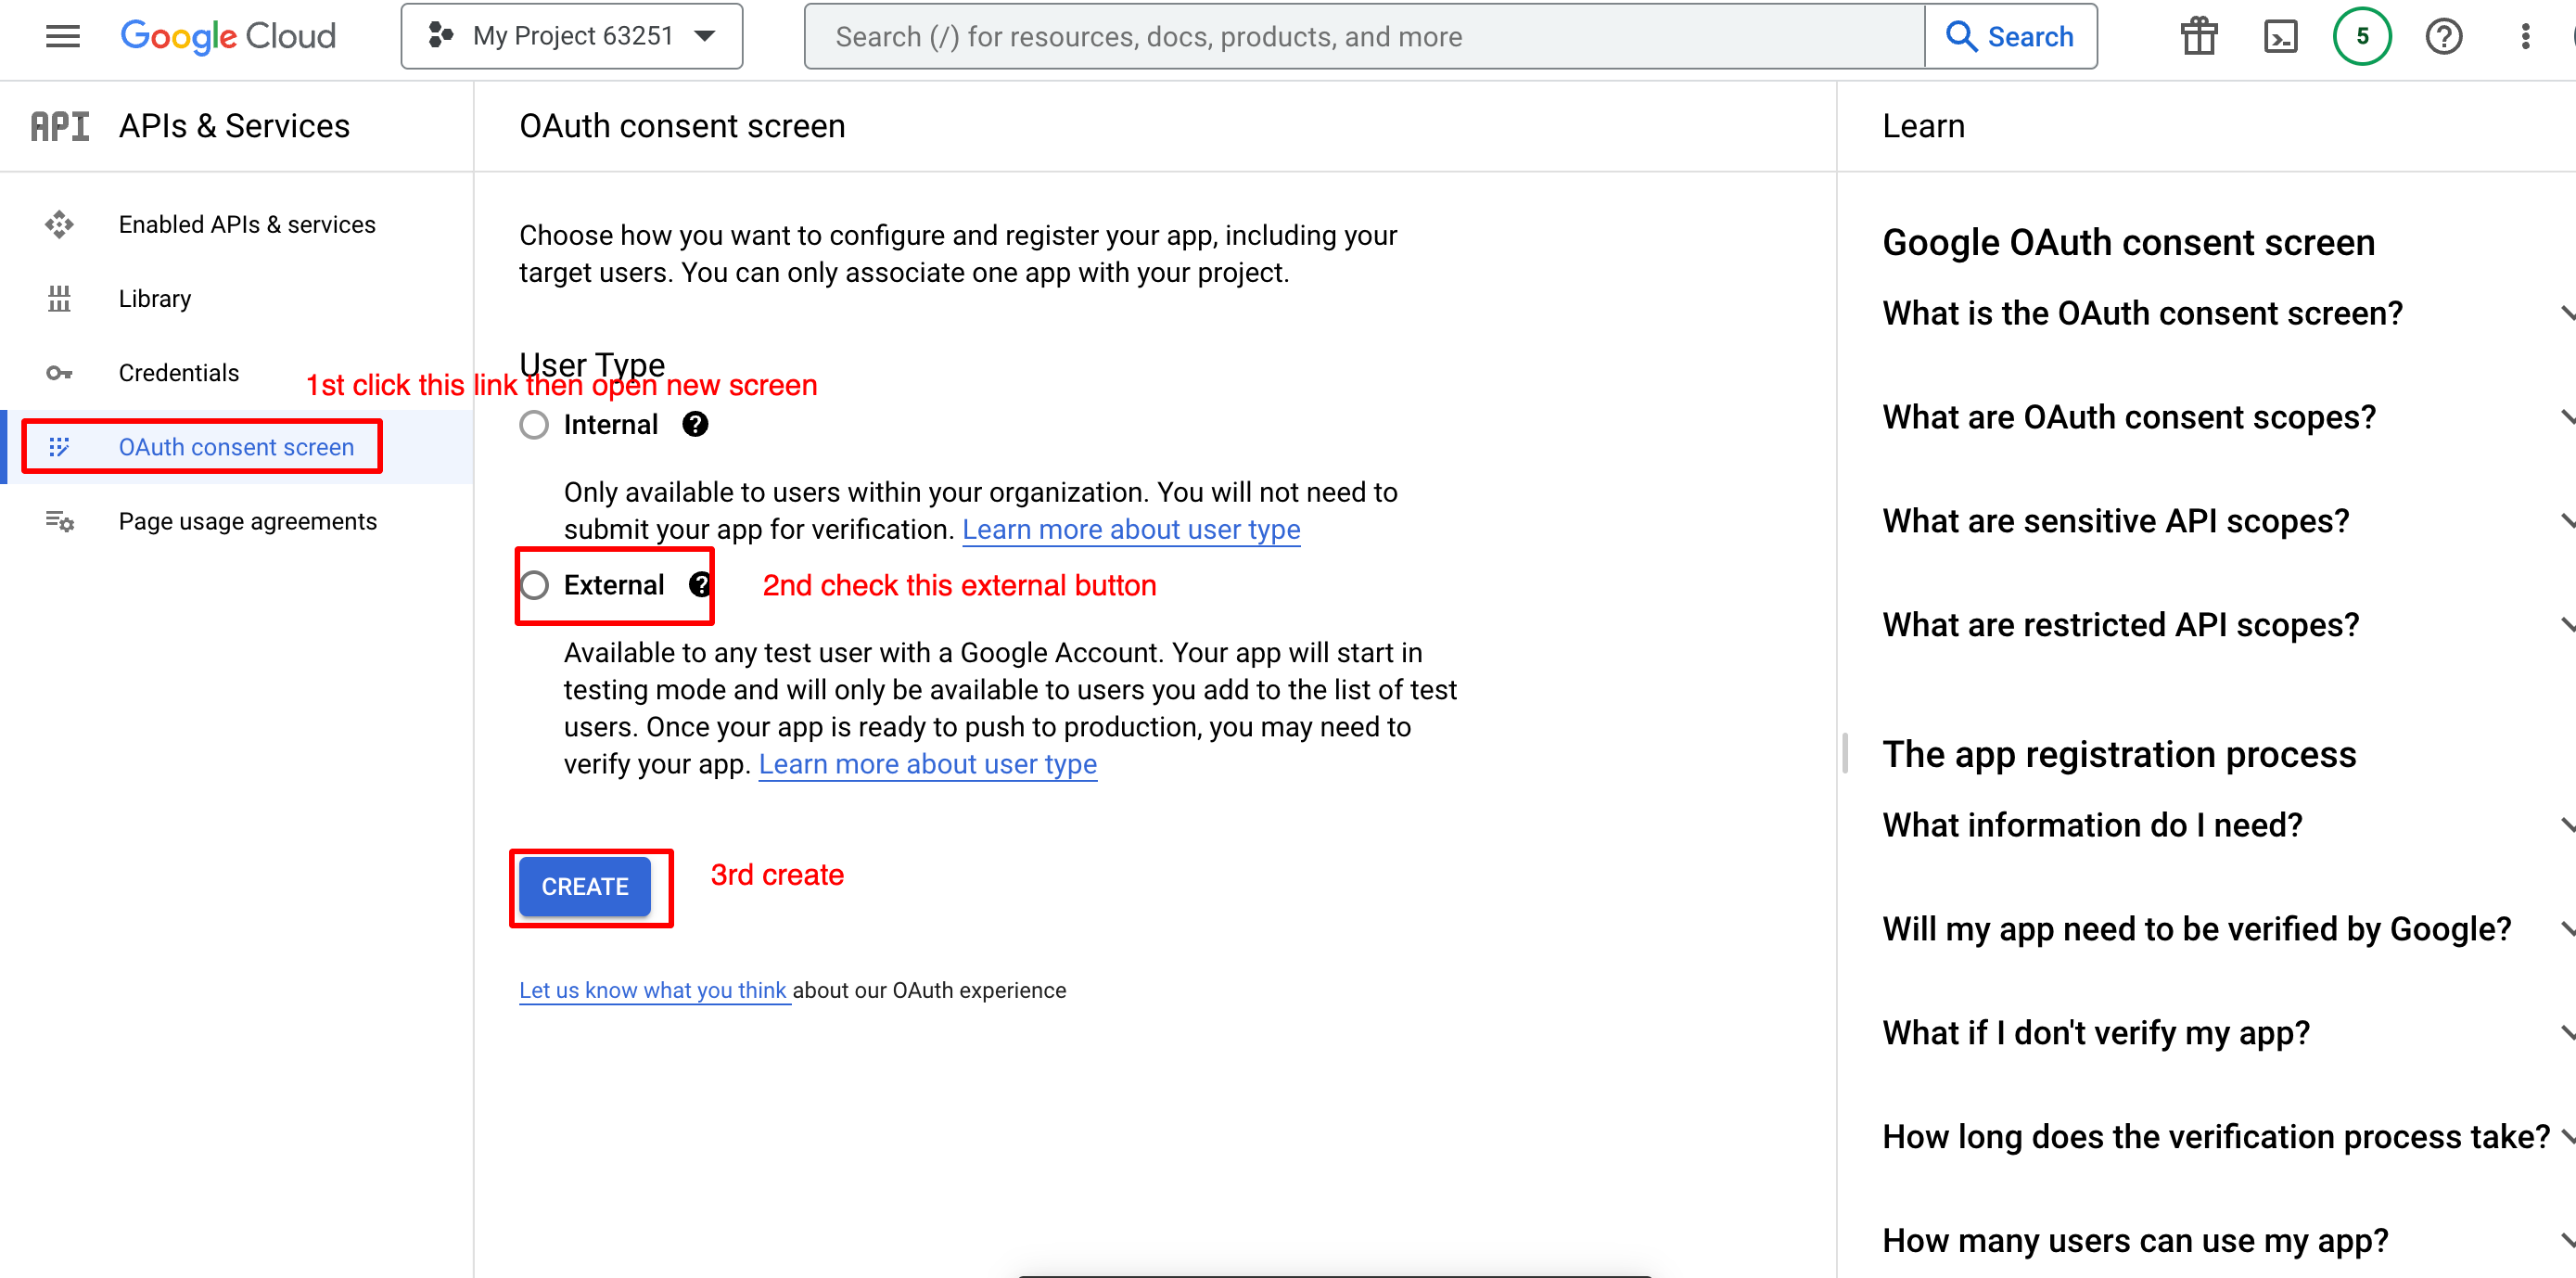 Google Cloud
My Project 63251
Search (/) for resources, docs, products, and more
Search
5
API
APIs & Services
Enabled APIs & services
Library
Credentials
OAuth consent screen
Page usage agreements
1st click this link then open new screen
OAuth consent screen
Choose how you want to configure and register your app, including your
target users. You can only associate one app with your project.
User Type
Internal
Only available to users within your organization. You will not need to
submit your app for verification. Learn more about user type
External
2nd check this external button
Available to any test user with a Google Account. Your app will start in
testing mode and will only be available to users you add to the list of test
users. Once your app is ready to push to production, you may need to
verify your app. Learn more about user type
CREATE
3rd create
Let us know what you think about our OAuth experience
Learn
Google OAuth consent screen
What is the OAuth consent screen?
What are OAuth consent scopes?
What are sensitive API scopes?
What are restricted API scopes?
The app registration process
What information do I need?
Will my app need to be verified by Google?
What if I don't verify my app?
How long does the verification process take?
How many users can use my app?